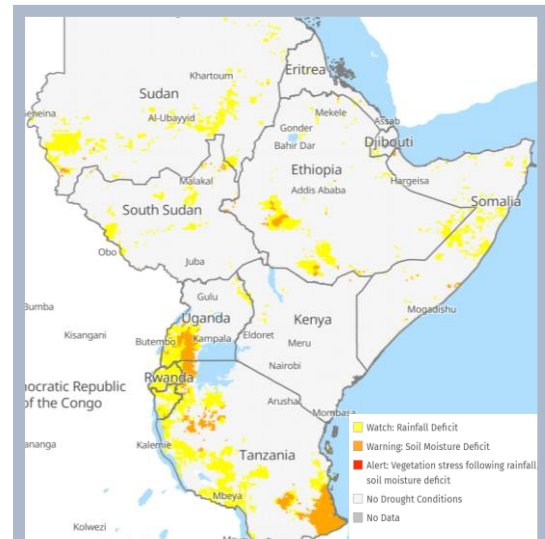 Khartoum
Eritrea
Sudan
eneina
Al-Ubayyid
Mekele
Assab
Gonder
Djibouti
Bahir Dar
Ethiopia
Malakal
Addis Ababa
Hargeisa
South Sudan
Somalia
Obo
Juba
Gulu
Bumba
Uganda
Kenya
Mogadishu
Kisangani
Butembo
Kampala
Eldoret
Meru
Nairobi
Rwanda
nocratic Republic
of the Congo
Arusha
Mombasa
ananga
Kalemie
Tanzania
Mbeya
Kolwezi
Watch: Rainfall Deficit
Warning: Soil Moisture Deficit
Alert: Vegetation stress following rainfall
soil moisture deficit
No Drought Conditions
No Data